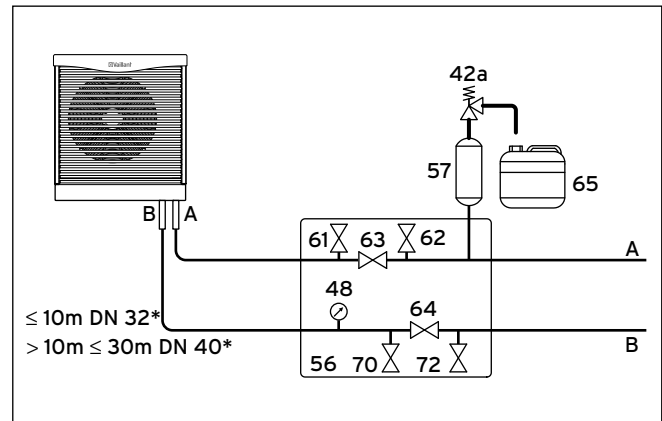 Vaillant
42a
57
65
B A
61 63 62
A
48
64
≤ 10m DN 32*
B
> 10m ≤ 30m DN 40*
56 70 72